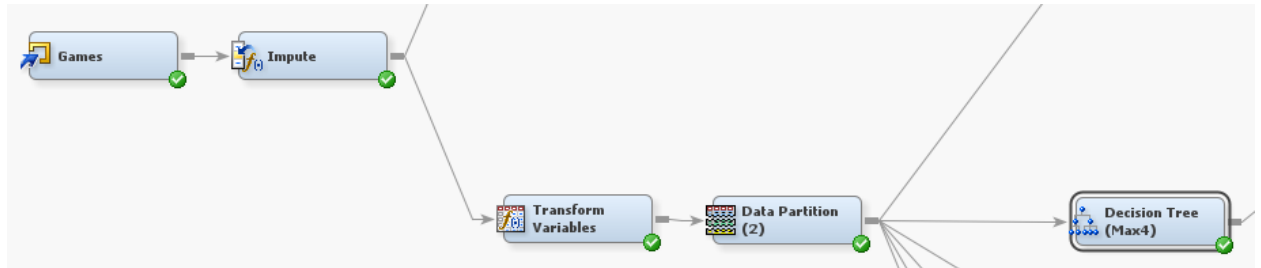 Games
Impute
Transform
Variables
Data Partition
(2)
Decision Tree
(Max4)